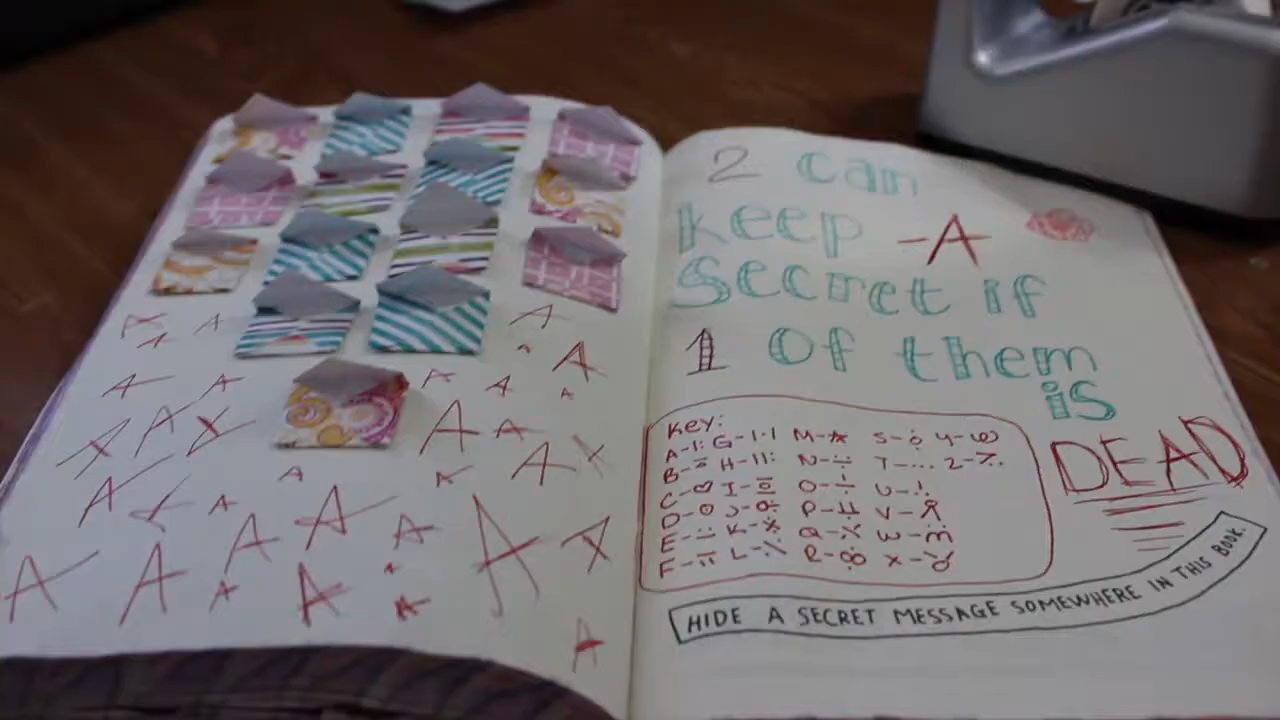 A A A
A A A A A
A A A A A
A A A A
A A A A
A A A A A
A A A A A
A
2 can
keep -A
secret if
1 of them
is
DEAD
Key:
A- G- M- S- Y-
B- H- N- T-... Z-
C- I- O- U-
D- J- P- V-
E- K- Q- W-
F- L- R- X-
HIDE A SECRET MESSAGE SOMEWHERE IN THIS BOOK.